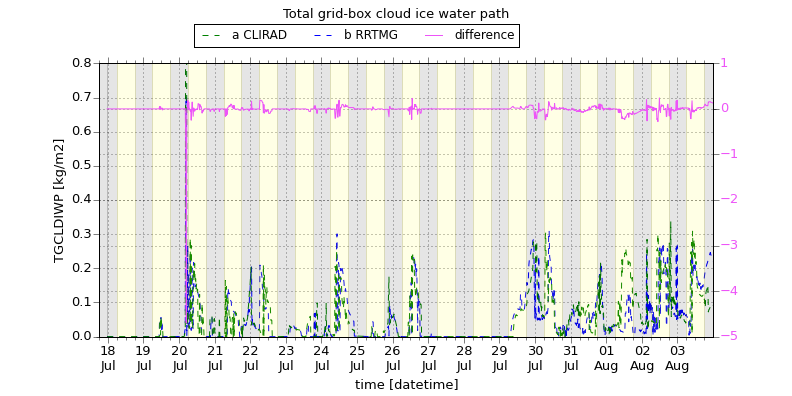 Total grid-box cloud ice water path
a CLIRAD b RRTMG difference
TGCLDIWP [kg/m2]
0.8
0.7
0.6
0.5
0.4
0.3
0.2
0.1
0.0
1
0
−1
−2
−3
−4
−5
18 19 20 21 22 23 24 25 26 27 28 29 30 31 01 02 03
Jul Jul Jul Jul Jul Jul Jul Jul Jul Jul Jul Jul Jul Jul Aug Aug Aug
time [datetime]